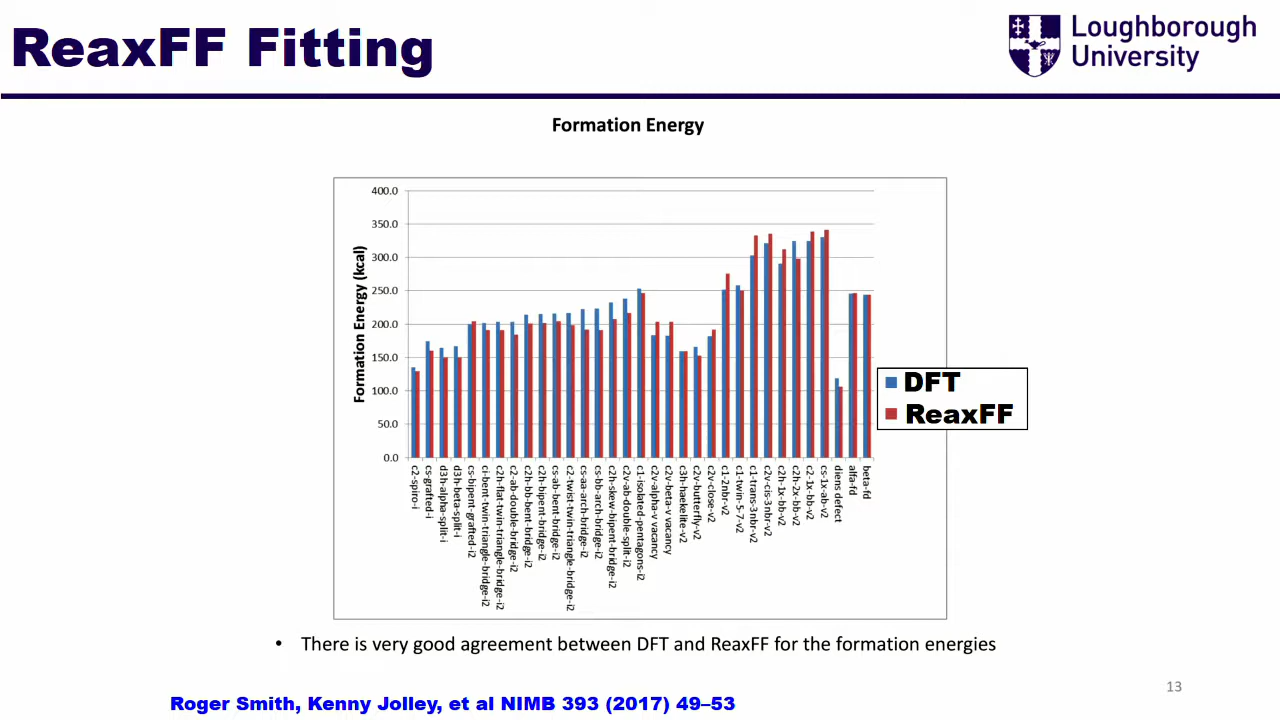 ReaxFF Fitting
Loughborough
University
Formation Energy
Formation Energy (kcal)
400.0
350.0
300.0
250.0
200.0
150.0
100.0
50.0
0.0
c2-spiro-i
cs-grafted-i
d3h-alpha-split-i
d3h-beta-split-i
cs-bipent-grafted-i2
ci-bent-twin-triangle-bridge-i2
c2h-flat-twin-triangle-bridge-i2
c2-ab-double-bridge-i2
c2h-bb-bent-bridge-i2
c2h-bipent-bridge-i2
cs-ab-bent-bridge-i2
c2-twist-twin-triangle-bridge-i2
cs-aa-arch-bridge-i2
cs-bb-arch-bridge-i2
c2h-skew-bipent-bridge-i2
c2v-ab-double-split-i2
c1-isolated-pentagons-i2
c2v-alpha-v vacancy
c2v-beta-v vacancy
c3h-haekelite-v2
c2v-butterfly-v2
c2v-close-v2
c1-2nbr-v2
c1-twin-5-7-v2
c1-trans-3nbr-v2
c2v-cis-3nbr-v2
c2h-1x-bb-v2
c2h-2x-bb-v2
c2-1x-bb-v2
cs-1x-ab-v2
diens defect
alfa-fd
beta-fd
DFT
ReaxFF
• There is very good agreement between DFT and ReaxFF for the formation energies
13
Roger Smith, Kenny Jolley, et al NIMB 393 (2017) 49–53